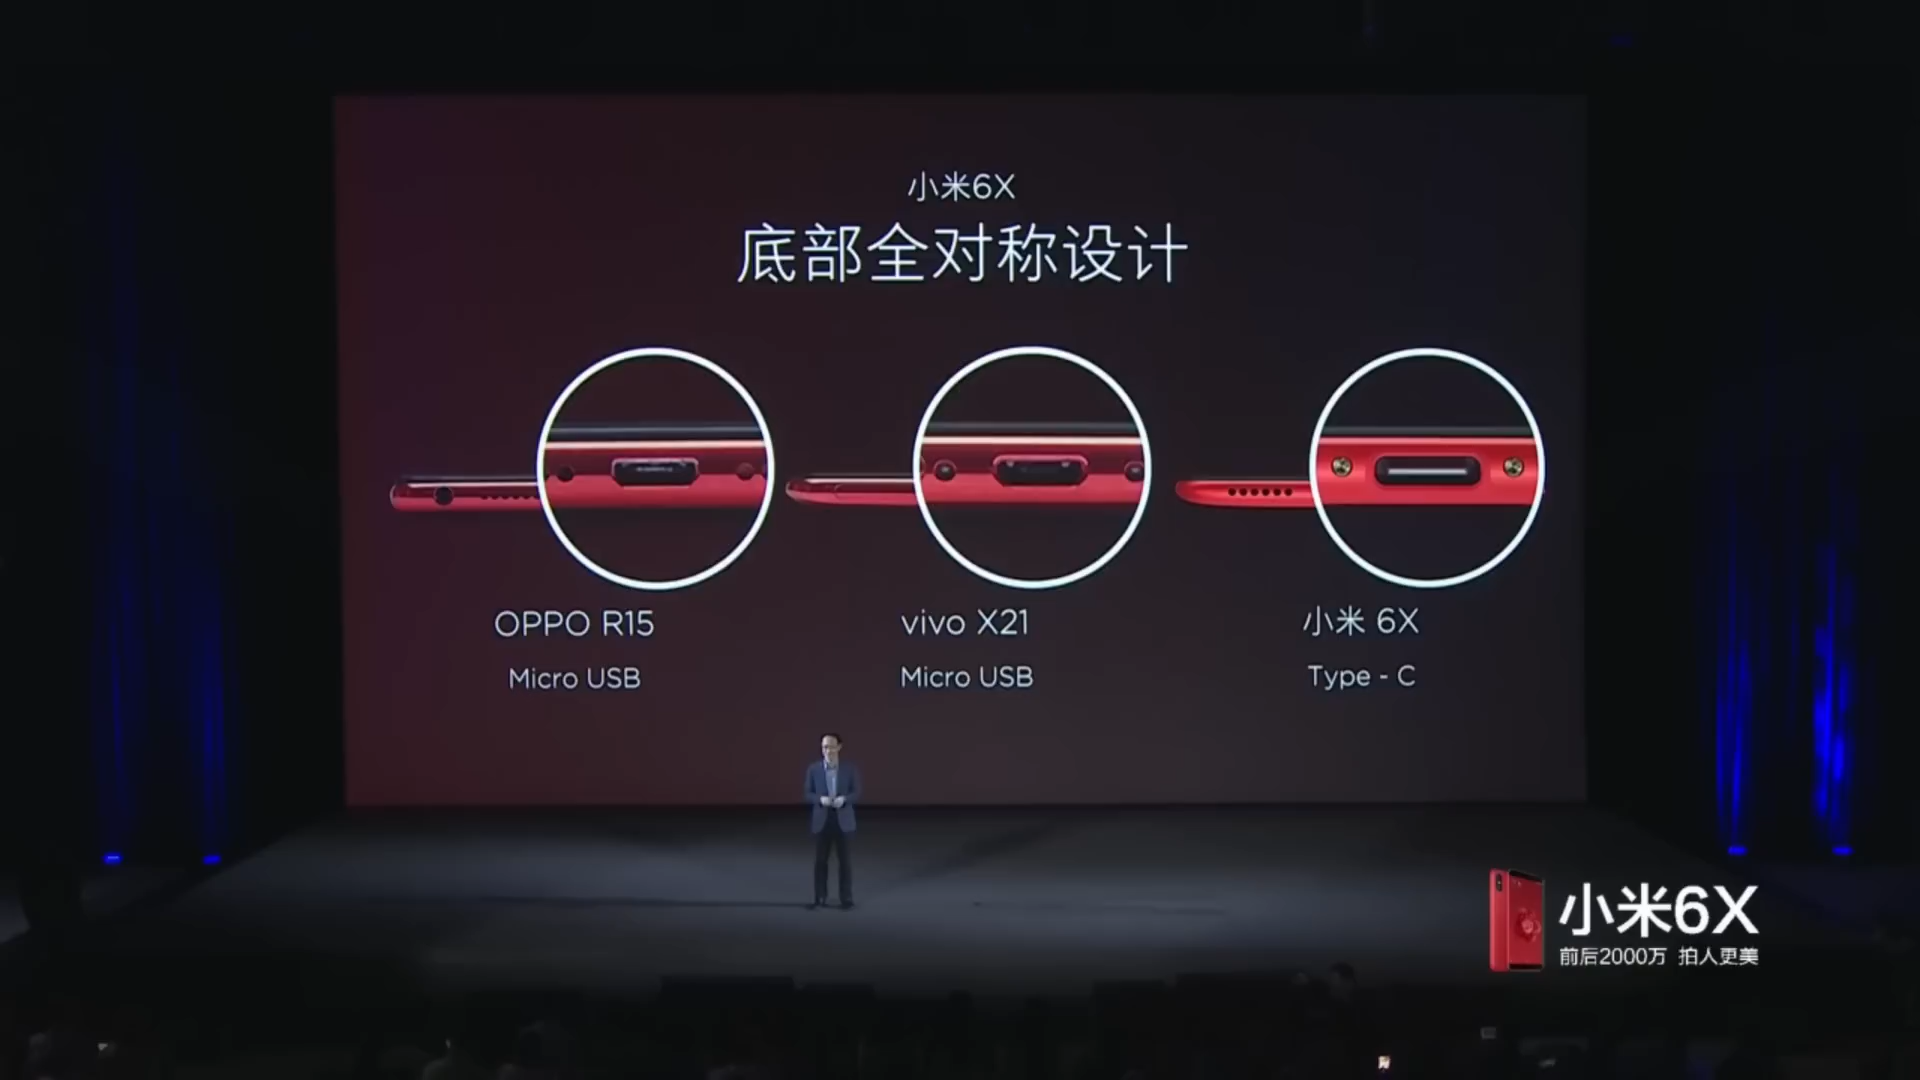 小米6X
底部全对称设计
OPPO R15
Micro USB
vivo X21
Micro USB
小米 6X
Type - C
小米6X
前后2000万 拍人更美